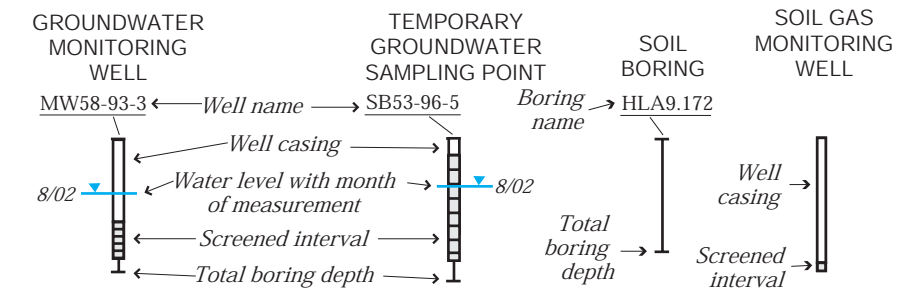 GROUNDWATER
MONITORING
WELL
TEMPORARY
GROUNDWATER
SAMPLING POINT
SOIL
BORING
SOIL GAS
MONITORING
WELL
MW58-93-3
Well name
SB53-96-5
Boring
name
HLA9.172
Well casing
8/02
Water level with month
of measurement
8/02
Screened interval
Total boring depth
Total
boring
depth
Well
casing
Screened
interval